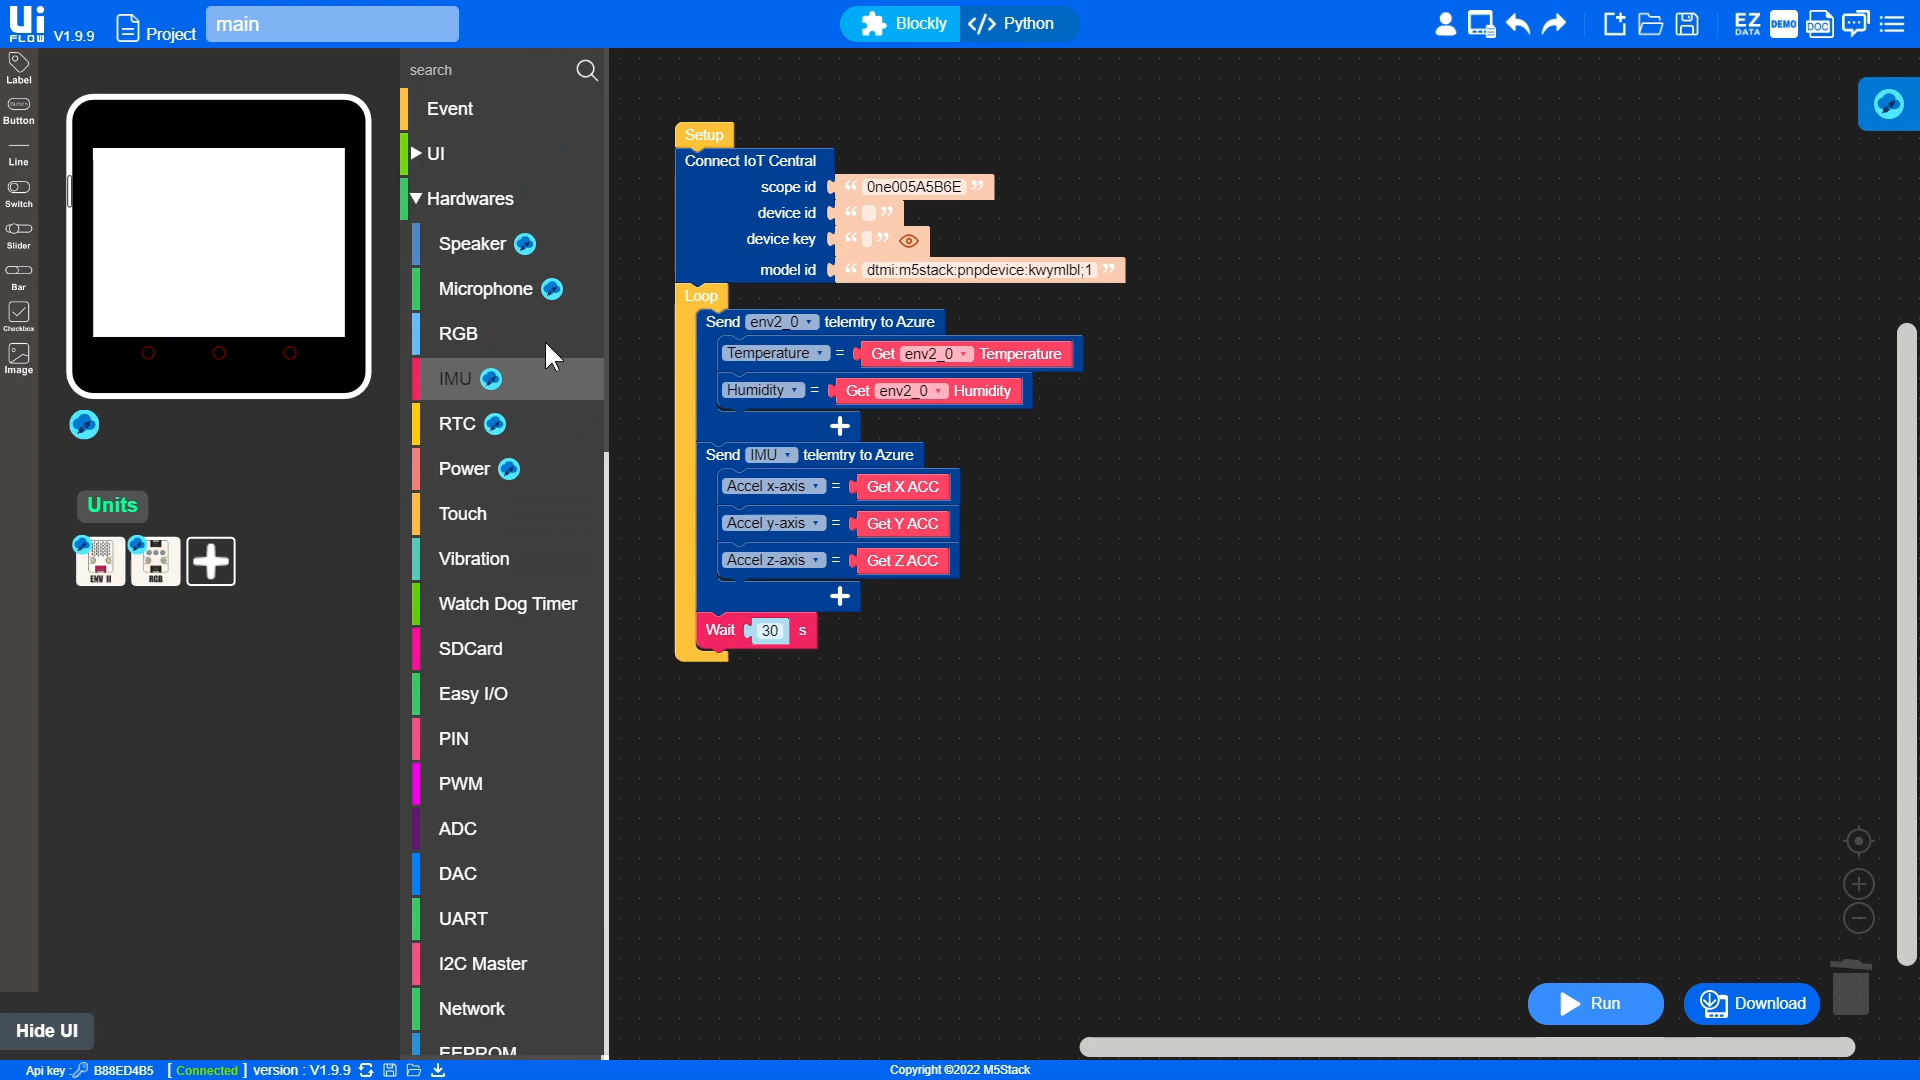 Ui FLOW V1.9.9 Project main Blockly </> Python EZ DATA DEMO DOC
Label
Button
Button
Line
Switch
Slider
Bar
Checkbox
Image
Units
ENV II RGB
Hide UI
search
Event
UI
Hardwares
Speaker
Microphone
RGB
IMU
RTC
Power
Touch
Vibration
Watch Dog Timer
SDCard
Easy I/O
PIN
PWM
ADC
DAC
UART
I2C Master
Network
EEPROM
Setup
Connect IoT Central
scope id “ 0ne005A5B6E ”
device id “ ”
device key “ ”
model id “ dtmi:m5stack:pnpdevice:kwymlbl;1 ”
Loop
Send env2_0 telemtry to Azure
Temperature = Get env2_0 Temperature
Humidity = Get env2_0 Humidity
+
Send IMU telemtry to Azure
Accel x-axis = Get X ACC
Accel y-axis = Get Y ACC
Accel z-axis = Get Z ACC
+
Wait 30 s
Run Download
Api key : B88ED4B5 [ Connected ] version : V1.9.9 Copyright ©2022 M5Stack